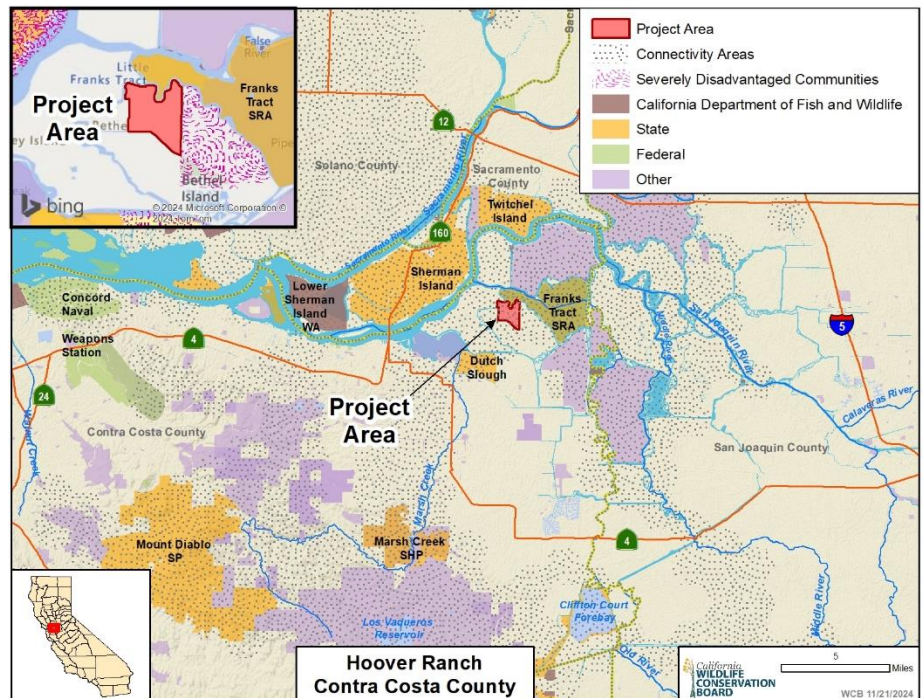 False
River
Little
Franks Tract
Franks
Tract
SRA
Project
Area
Bethel
Island
bing
© 2024 Microsoft Corporation ©
2024 TomTom
Project Area
Connectivity Areas
Severely Disadvantaged Communities
California Department of Fish and Wildlife
State
Federal
Other
12
Solano County
Sacramento
County
Sacramento River
Twitchel
Island
160
Sherman
Island
Lower
Sherman
Island
WA
Franks
Tract
SRA
Concord
Naval
Weapons
Station
4
24
Dutch
Slough
Project
Area
San Joaquin River
5
Calaveras River
Contra Costa County
San Joaquin County
Marsh Creek
Mount Diablo
SP
Marsh Creek
SHP
4
Los Vaqueros
Reservoir
Clifton Court
Forebay
Old River
Middle River
Hoover Ranch
Contra Costa County
California
WILDLIFE
CONSERVATION
BOARD
5
Miles